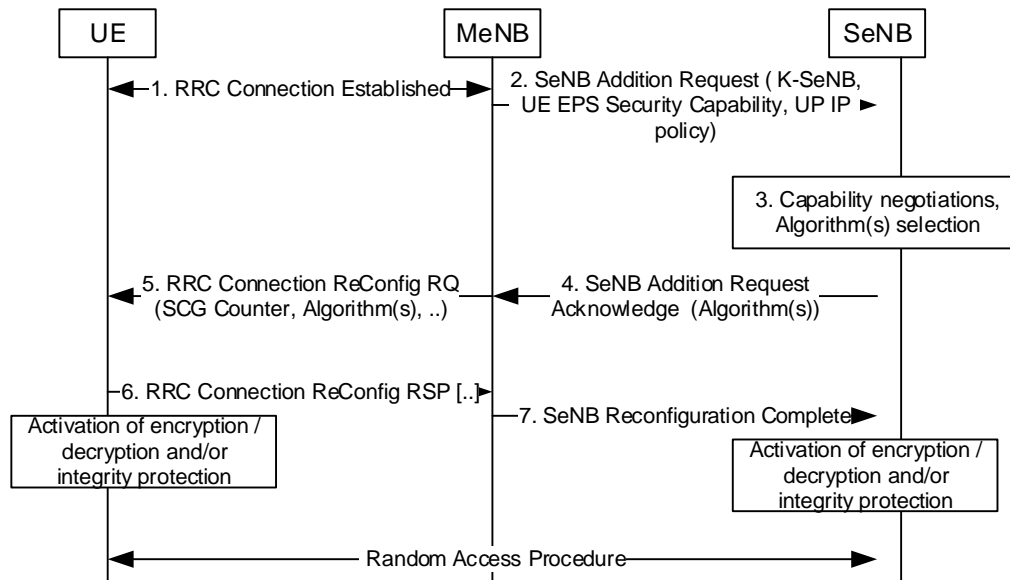 UE
MeNB
SeNB
1. RRC Connection Established
2. SeNB Addition Request ( K-SeNB,
UE EPS Security Capability, UP IP
policy)
3. Capability negotiations,
Algorithm(s) selection
4. SeNB Addition Request
Acknowledge (Algorithm(s))
5. RRC Connection ReConfig RQ
(SCG Counter, Algorithm(s), ..)
6. RRC Connection ReConfig RSP [..]
7. SeNB Reconfiguration Complete
Activation of encryption /
decryption and/or
integrity protection
Activation of encryption /
decryption and/or
integrity protection
Random Access Procedure